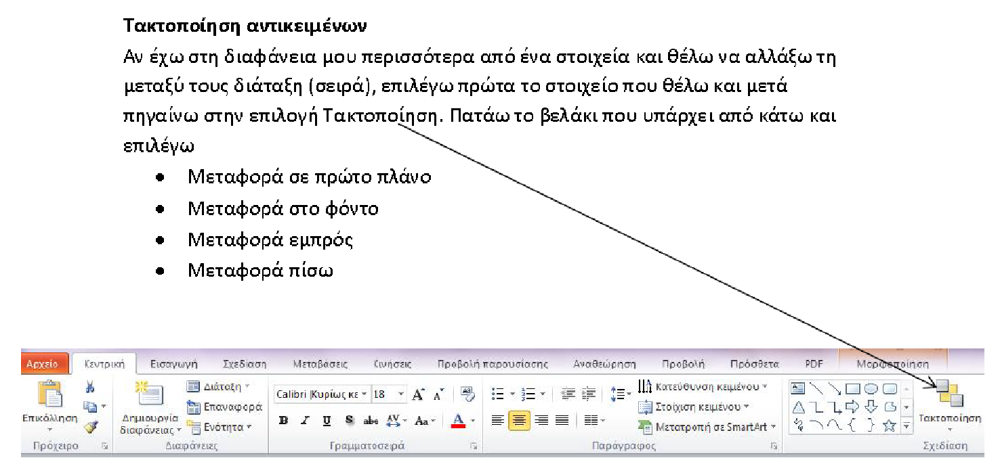 Τακτοποίηση αντικειμένων
Αν έχω στη διαφάνεια μου περισσότερα από ένα στοιχεία και θέλω να αλλάξω τη
μεταξύ τους διάταξη (σειρά), επιλέγω πρώτα το στοιχείο που θέλω και μετά
πηγαίνω στην επιλογή Τακτοποίηση. Πατάω το βελάκι που υπάρχει από κάτω και
επιλέγω
• Μεταφορά σε πρώτο πλάνο
• Μεταφορά στο φόντο
• Μεταφορά εμπρός
• Μεταφορά πίσω
Αρχείο Κεντρική Εισαγωγή Σχεδίαση Μεταβάσεις Κινήσεις Προβολή παρουσίασης Αναθεώρηση Προβολή Πρόσθετα PDF Μορφοποίηση
Επικόλληση
Πρόχειρο
Δημιουργία
διαφάνειας
Διάταξη
Επαναφορά
Ενότητα
Διαφάνειες
Calibri (Κυρίως κε 18 A A
B I U S abc AV Aa A
Γραμματοσειρά
Κατεύθυνση κειμένου
Στοίχιση κειμένου
Μετατροπή σε SmartArt
Παράγραφος
Τακτοποίηση
Σχεδίαση